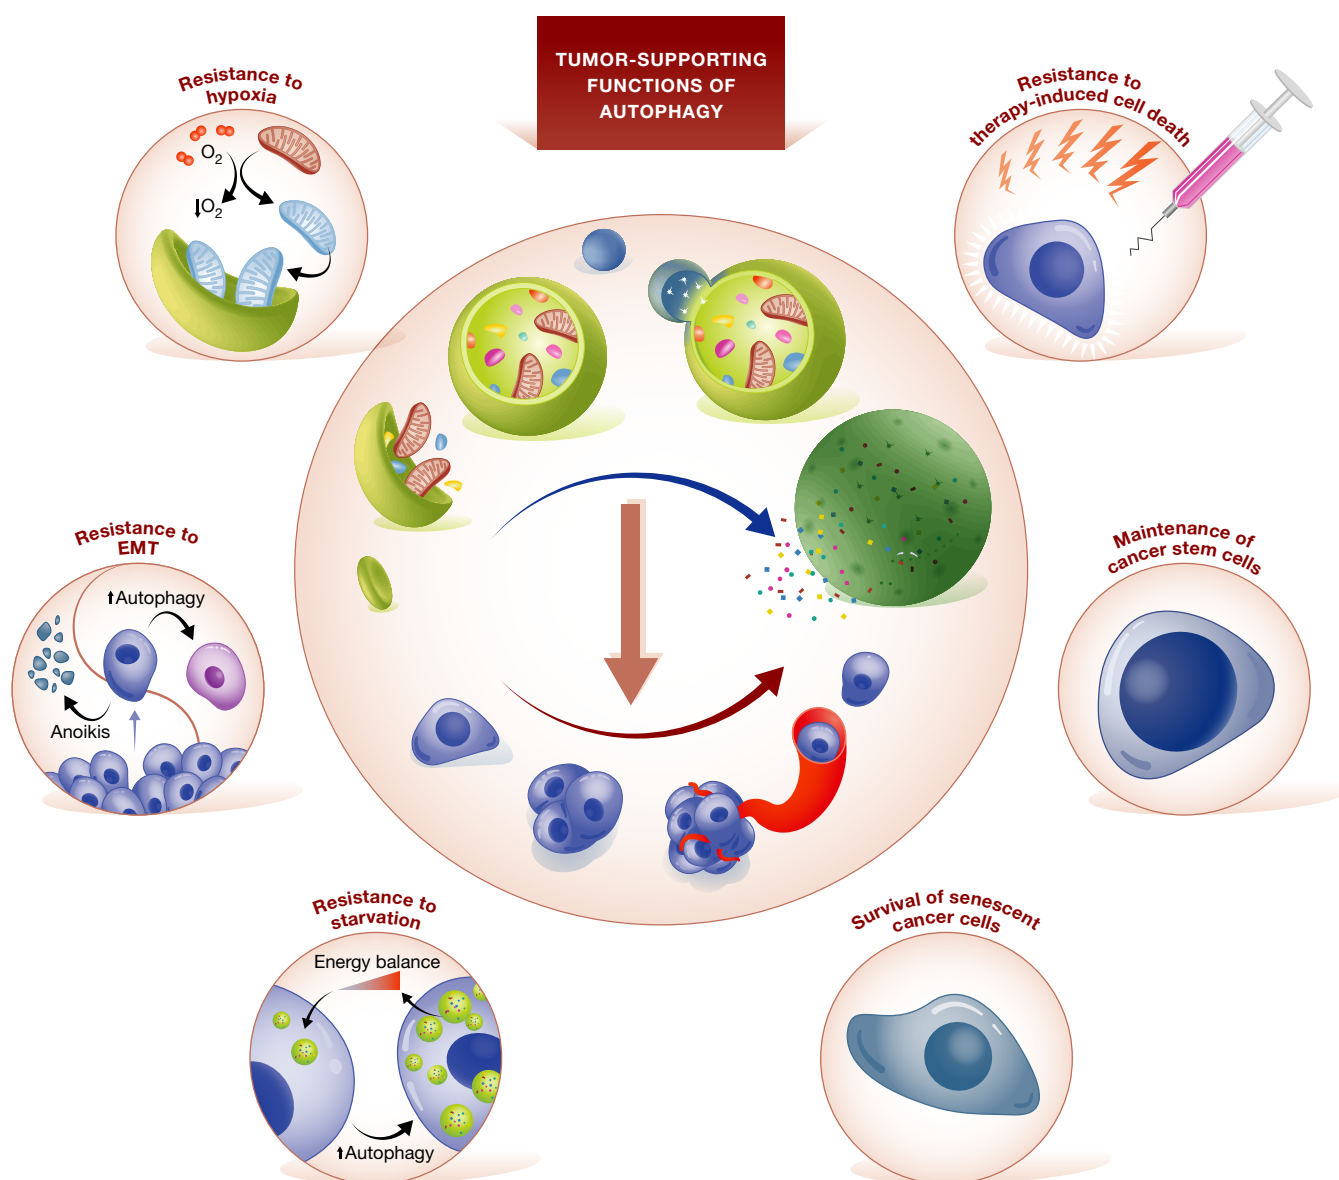 TUMOR-SUPPORTING
FUNCTIONS OF
AUTOPHAGY
Resistance to
hypoxia
O2
↓O2
Resistance to
therapy-induced cell death
Resistance to
EMT
↑Autophagy
Anoikis
Maintenance of
cancer stem cells
Resistance to
starvation
Energy balance
↑Autophagy
Survival of senescent
cancer cells